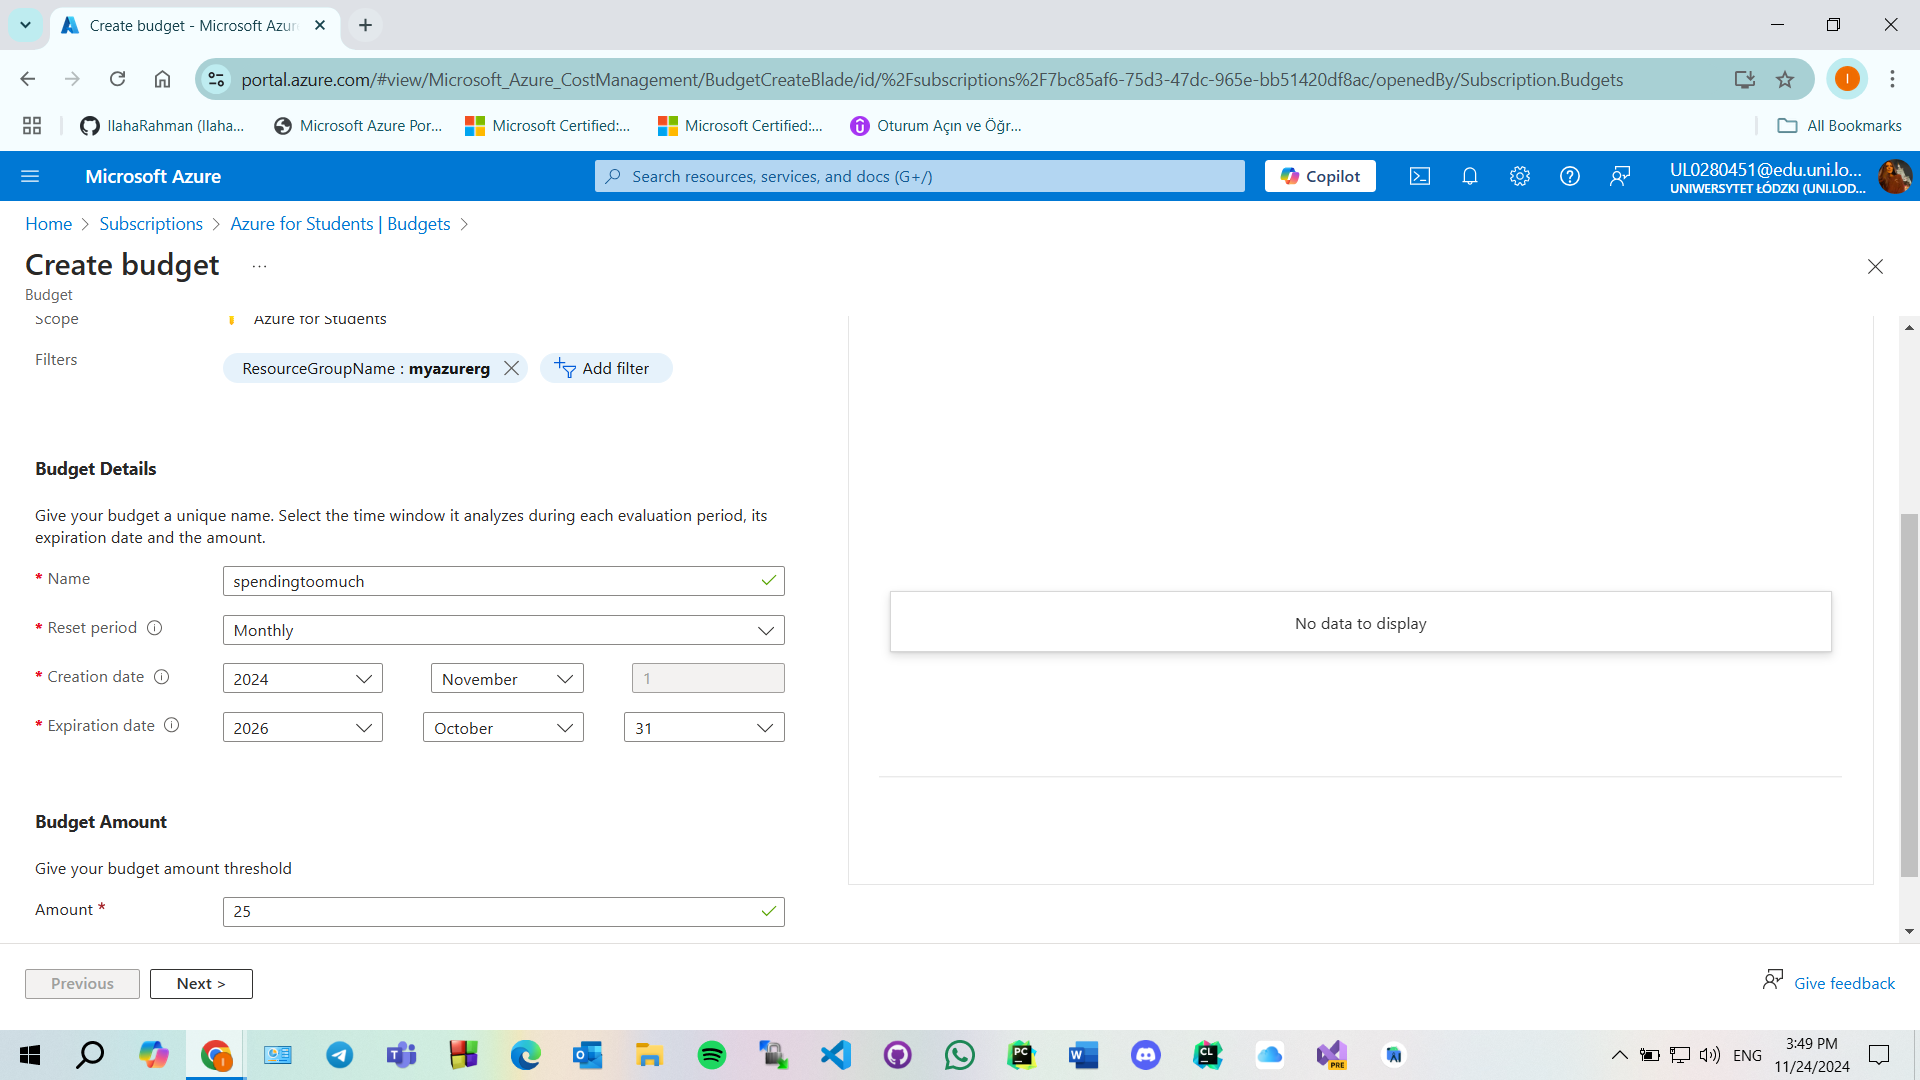 Create budget - Microsoft Azur
portal.azure.com/#view/Microsoft_Azure_CostManagement/BudgetCreateBlade/id/%2Fsubscriptions%2F7bc85af6-75d3-47dc-965e-bb51420df8ac/openedBy/Subscription.Budgets
I
IlahaRahman (Ilaha...
Microsoft Azure Por...
Microsoft Certified:...
Microsoft Certified:...
Oturum Açın ve Öğr...
All Bookmarks
Microsoft Azure
Search resources, services, and docs (G+/)
Copilot
UL0280451@edu.uni.lo...
UNIWERSYTET ŁÓDZKI (UNI.LOD...
Home > Subscriptions > Azure for Students | Budgets >
Create budget ...
Budget
Scope
Azure for Students
Filters
ResourceGroupName : myazurerg
Add filter
Budget Details
Give your budget a unique name. Select the time window it analyzes during each evaluation period, its
expiration date and the amount.
* Name
spendingtoomuch
* Reset period
Monthly
* Creation date
2024
November
1
* Expiration date
2026
October
31
Budget Amount
Give your budget amount threshold
Amount *
25
No data to display
Previous
Next >
Give feedback
PRE
ENG
3:49 PM
11/24/2024